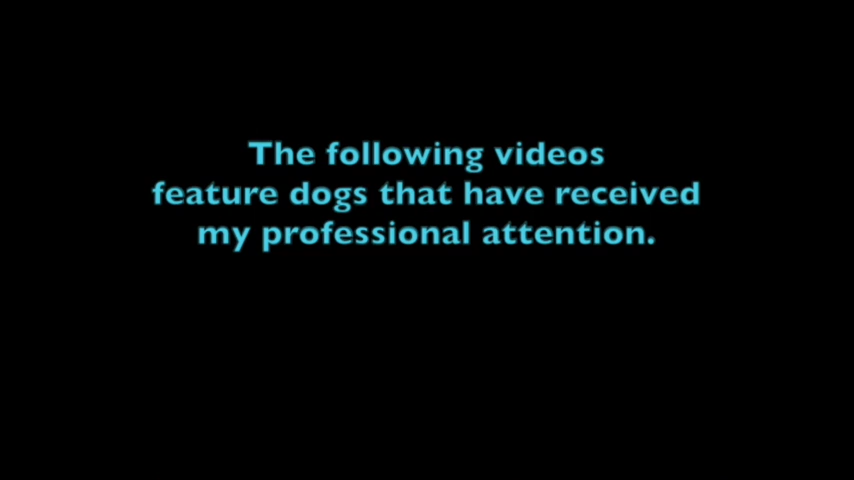 The following videos
feature dogs that have received
my professional attention.